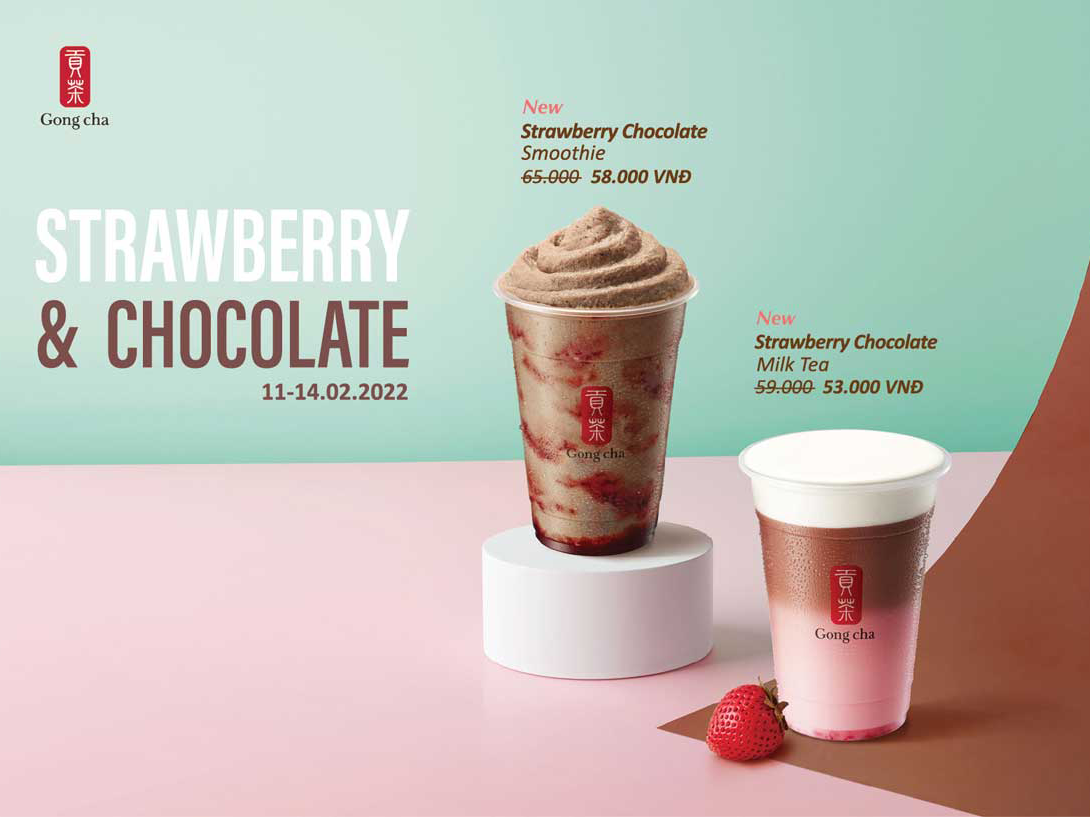 貢茶
Gong cha
STRAWBERRY
& CHOCOLATE
11-14.02.2022
New
Strawberry Chocolate
Smoothie
65.000 58.000 VNĐ
貢茶
Gong cha
New
Strawberry Chocolate
Milk Tea
59.000 53.000 VNĐ
貢茶
Gong cha